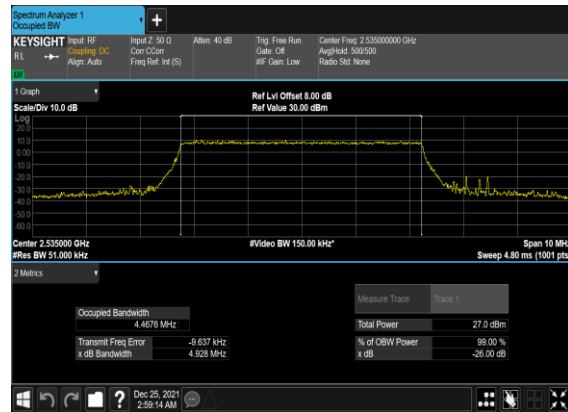 Spectrum Analyzer 1
Occupied BW
KEYSIGHT Input: RF Input Z: 50 Ω Atten: 40 dB Trig: Free Run Center Freq: 2.535000000 GHz
RL Coupling: DC Corr CCorr Gate: Off Avg|Hold: 500/500
Align: Auto Freq Ref: Int (S) #IF Gain: Low Radio Std: None
LU
1 Graph
Ref Lvl Offset 8.00 dB
Scale/Div 10.0 dB Ref Value 30.00 dBm
Log
20.0
10.0
0.00
-10.0
-20.0
-30.0
-40.0
-50.0
-60.0
Center 2.535000 GHz #Video BW 150.00 kHz* Span 10 MHz
#Res BW 51.000 kHz Sweep 4.80 ms (1001 pts)
2 Metrics
Measure Trace Trace 1
Occupied Bandwidth
4.4676 MHz Total Power 27.0 dBm
Transmit Freq Error -9.637 kHz % of OBW Power 99.00 %
x dB Bandwidth 4.928 MHz x dB -26.00 dB
? Dec 25, 2021
2:59:14 AM